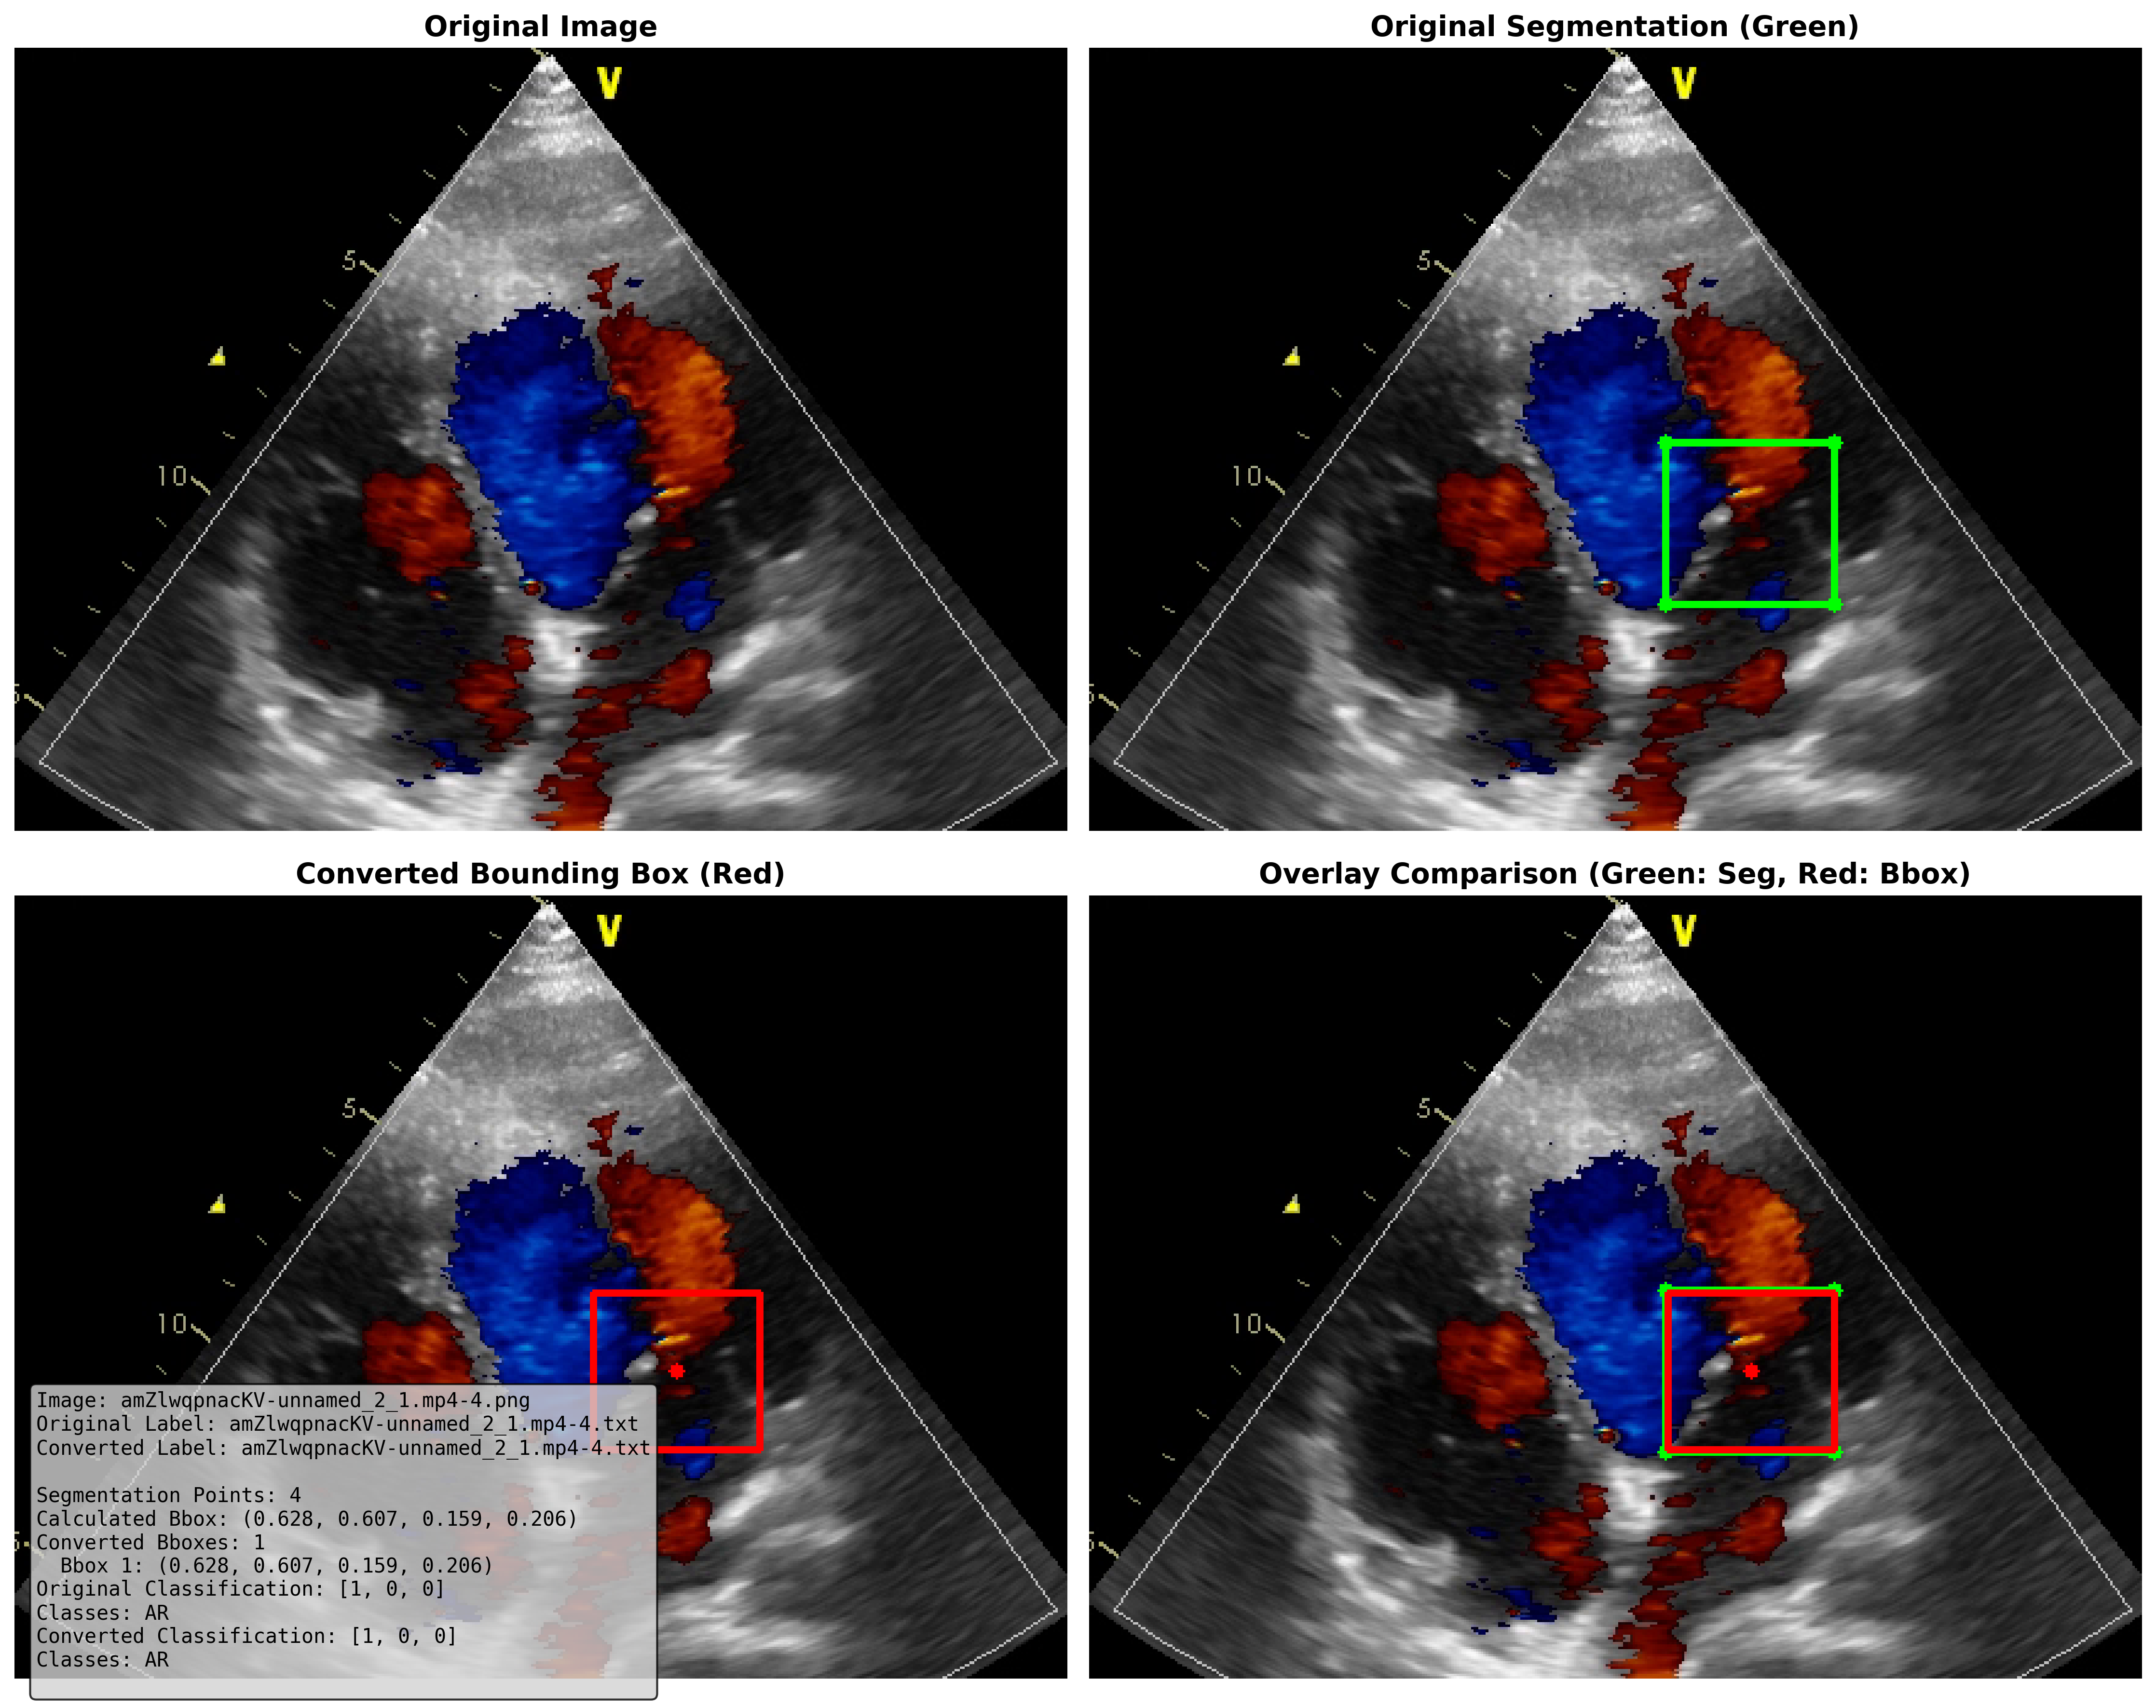 Original Image
Original Segmentation (Green)
V
5
10
V
5
10
Converted Bounding Box (Red)
Overlay Comparison (Green: Seg, Red: Bbox)
V
5
10
V
5
10
Image: amZlwqpnacKV-unnamed_2_1.mp4-4.png
Original Label: amZlwqpnacKV-unnamed_2_1.mp4-4.txt
Converted Label: amZlwqpnacKV-unnamed_2_1.mp4-4.txt
Segmentation Points: 4
Calculated Bbox: (0.628, 0.607, 0.159, 0.206)
Converted Bboxes: 1
Bbox 1: (0.628, 0.607, 0.159, 0.206)
Original Classification: [1, 0, 0]
Classes: AR
Converted Classification: [1, 0, 0]
Classes: AR